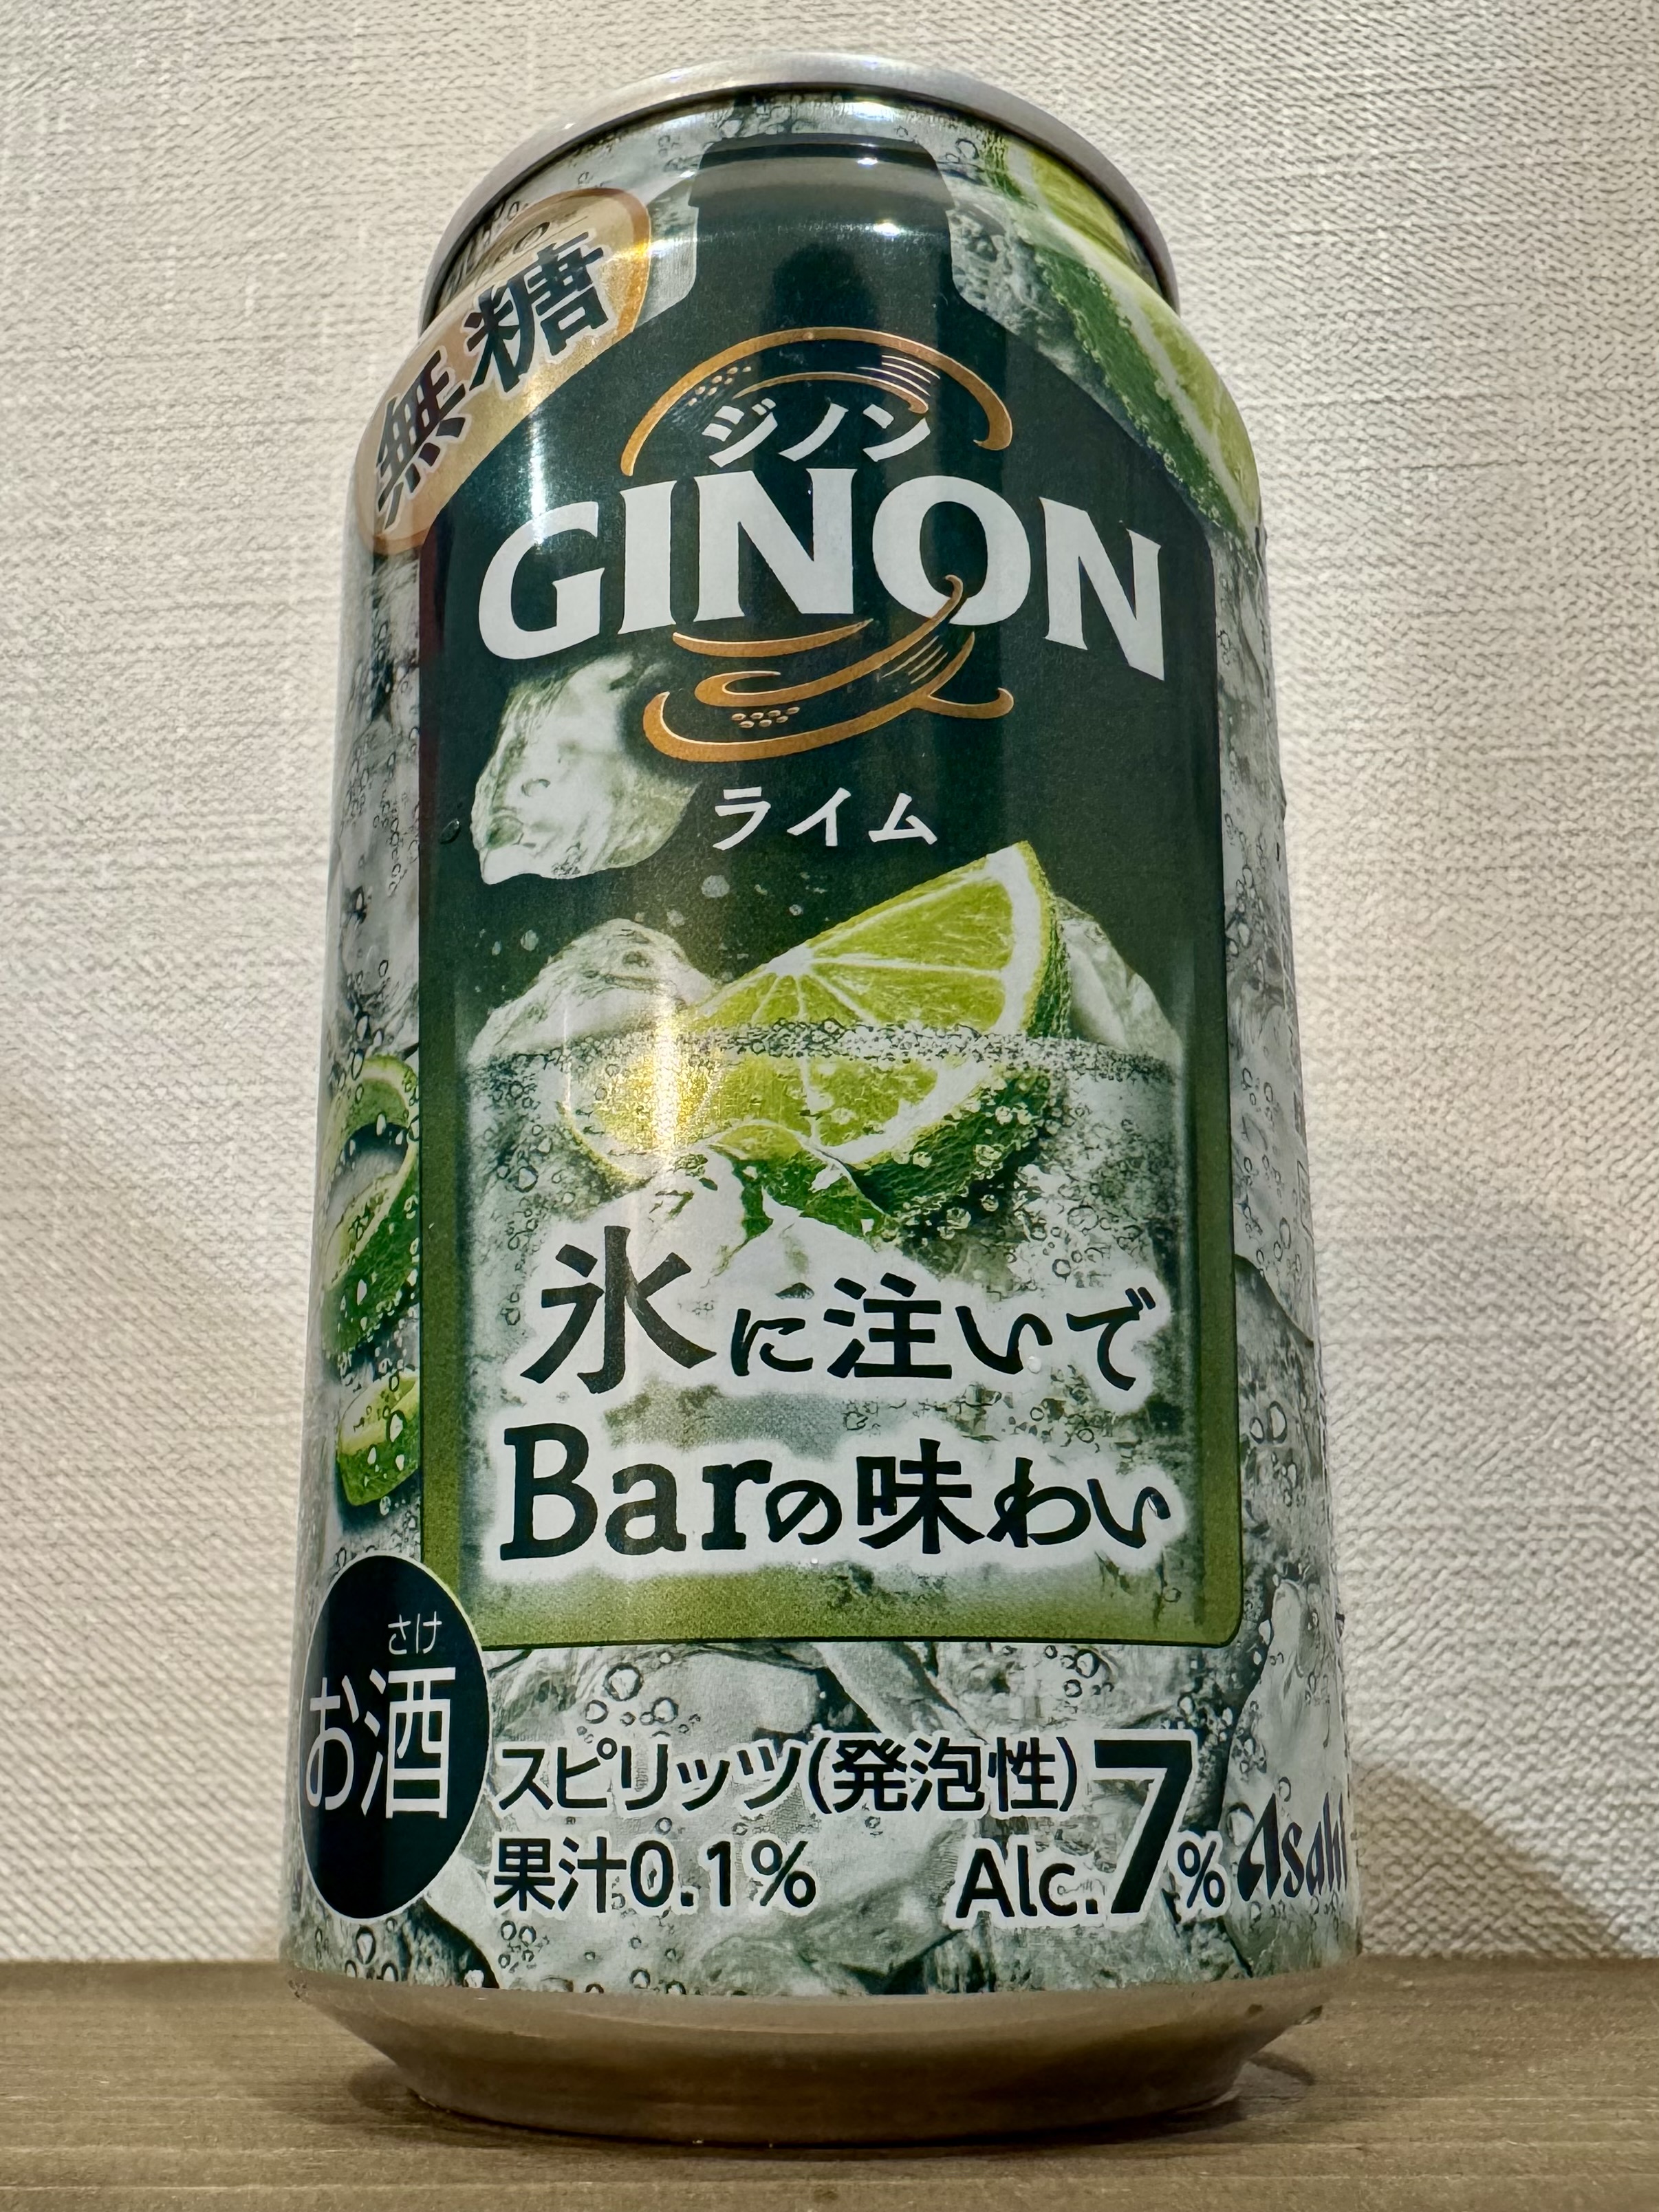 無糖
ジノン
GINON
ライム
氷に注いで
Barの味わい
さけ
お酒
スピリッツ(発泡性)
果汁0.1%
Alc.7%
Asahi